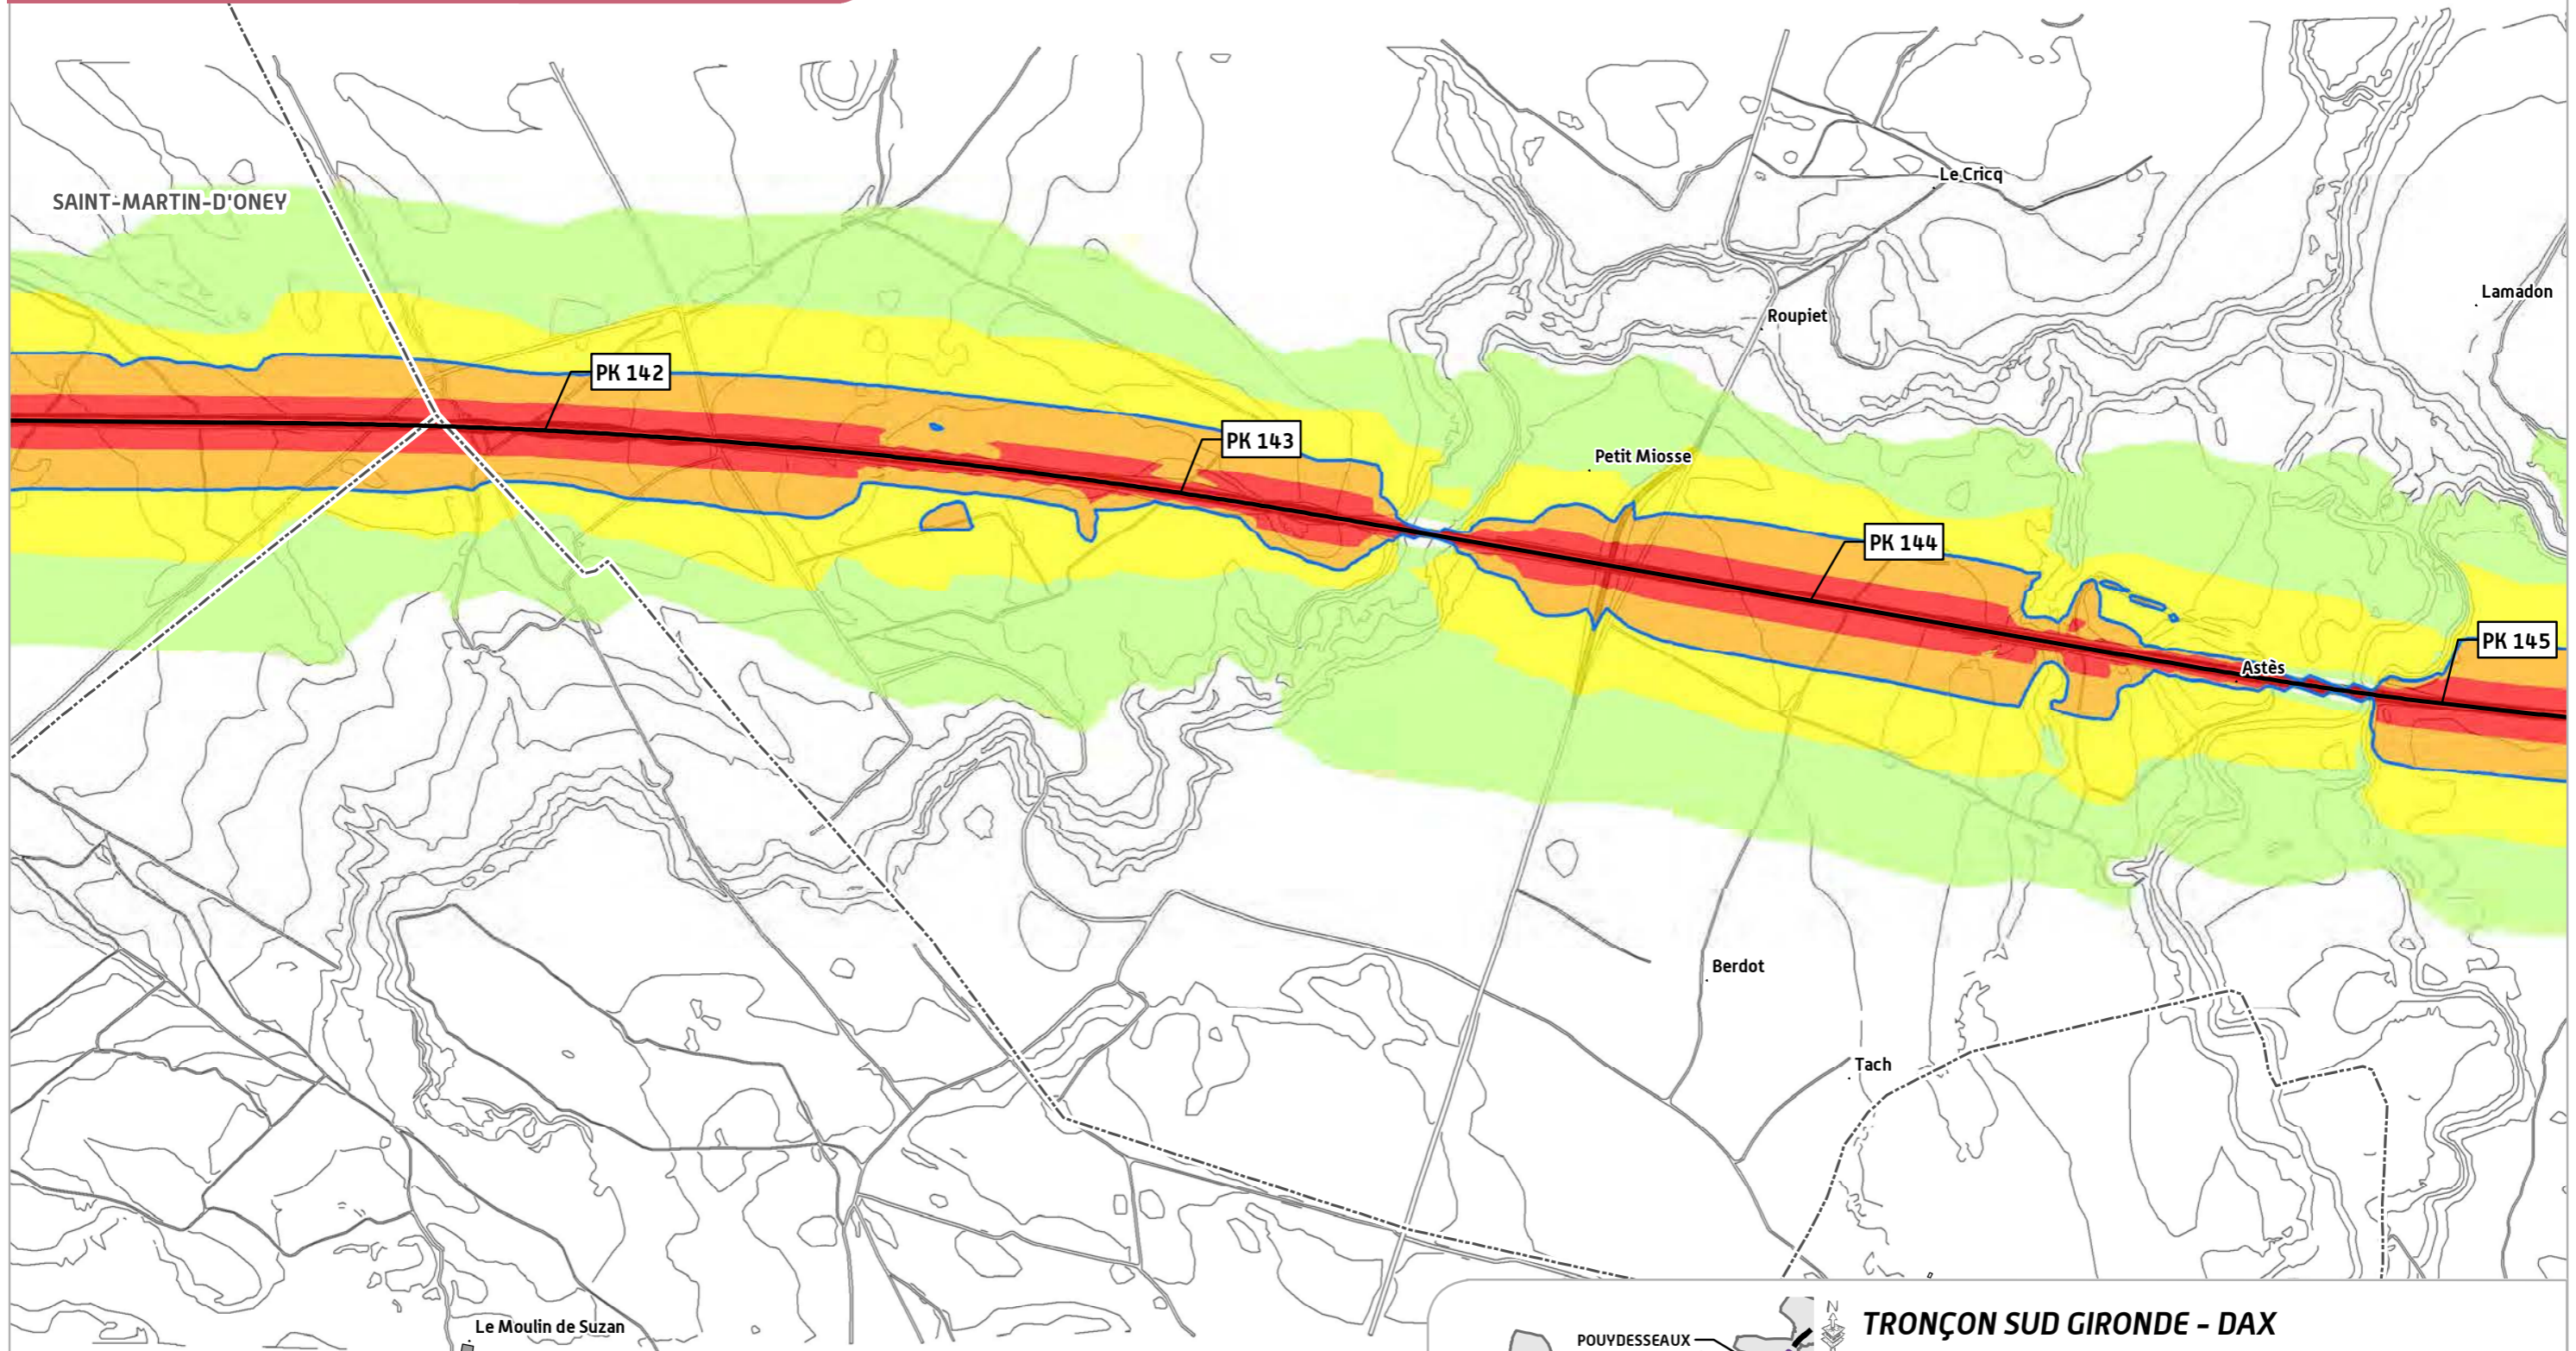 Le Cricq
SAINT-MARTIN-D'ONEY
Lamadon
Roupiet
PK 142
PK 143
Petit Miosse
PK 144
PK 145
Astès
Berdot
Tach
Le Moulin de Suzan
N
TRONÇON SUD GIRONDE - DAX
POUYDESSEAUX